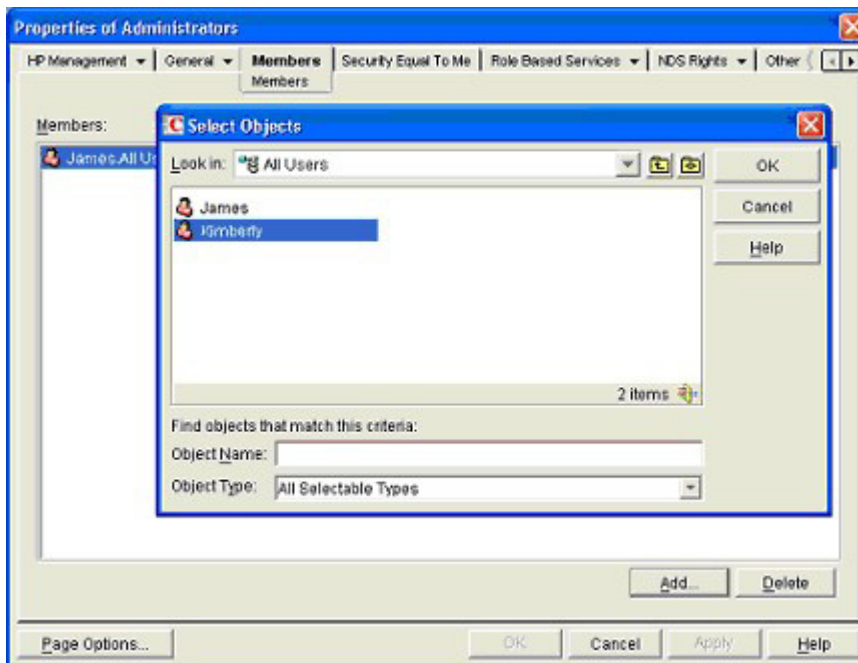 Properties of Administrators
HP Management General Members Security Equal To Me Role Based Services NDS Rights Other
Members
Members:
James.All Us
Select Objects
Look in: All Users
James
Kimberly
2 items
Find objects that match this criteria:
Object Name:
Object Type: All Selectable Types
OK
Cancel
Help
Add... Delete
Page Options... OK Cancel Apply Help